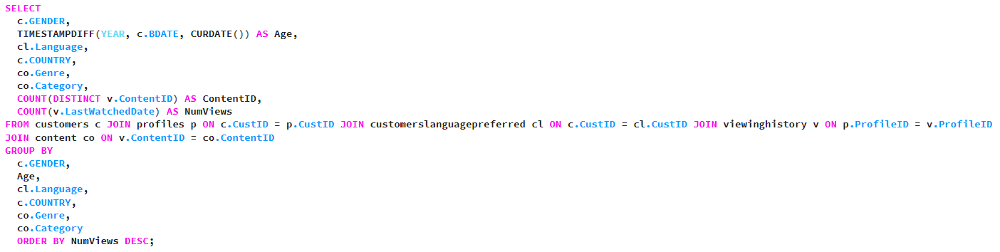 SELECT
c.GENDER,
TIMESTAMPDIFF(YEAR, c.BDATE, CURDATE()) AS Age,
cl.Language,
c.COUNTRY,
co.Genre,
co.Category,
COUNT(DISTINCT v.ContentID) AS ContentID,
COUNT(v.LastWatchedDate) AS NumViews
FROM customers c JOIN profiles p ON c.CustID = p.CustID JOIN customerslanguagepreferred cl ON c.CustID = cl.CustID JOIN viewinghistory v ON p.ProfileID = v.ProfileID
JOIN content co ON v.ContentID = co.ContentID
GROUP BY
c.GENDER,
Age,
cl.Language,
c.COUNTRY,
co.Genre,
co.Category
ORDER BY NumViews DESC;